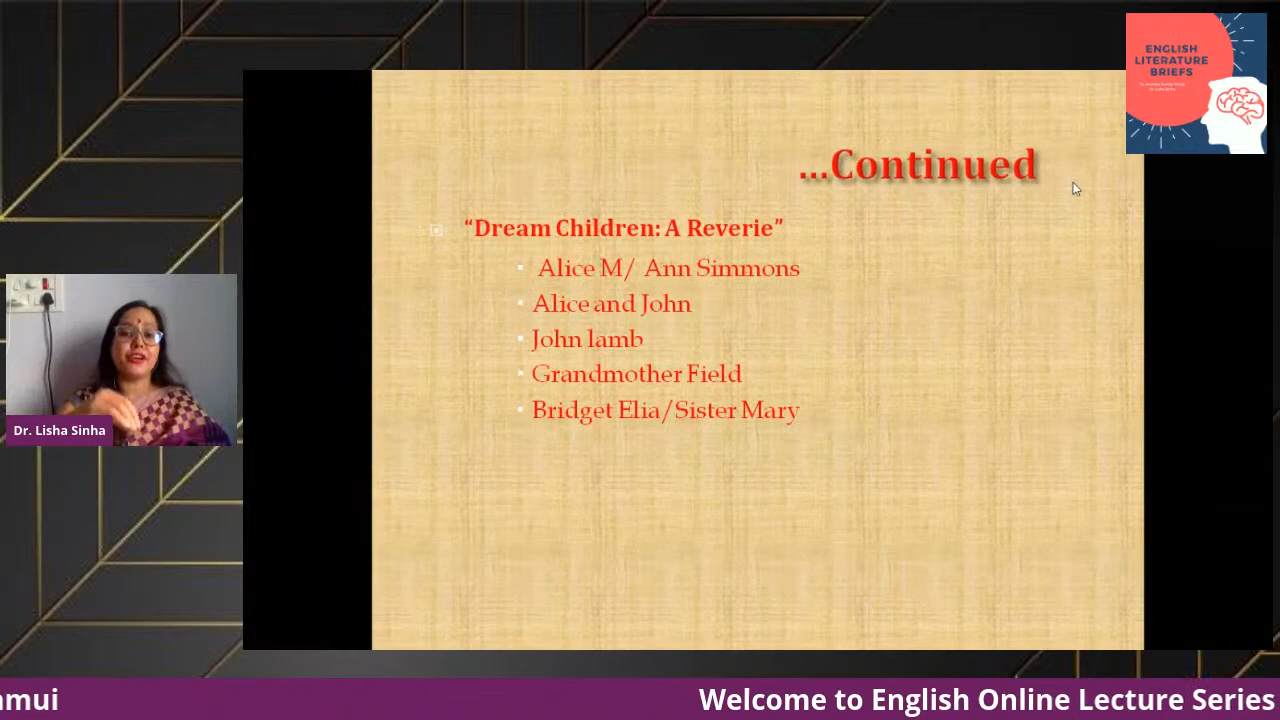 ENGLISH
LITERATURE
BRIEFS
...Continued
“Dream Children: A Reverie”
Alice M/ Ann Simmons
Alice and John
John lamb
Grandmother Field
Bridget Elia/Sister Mary
Dr. Lisha Sinha
amui
Welcome to English Online Lecture Series